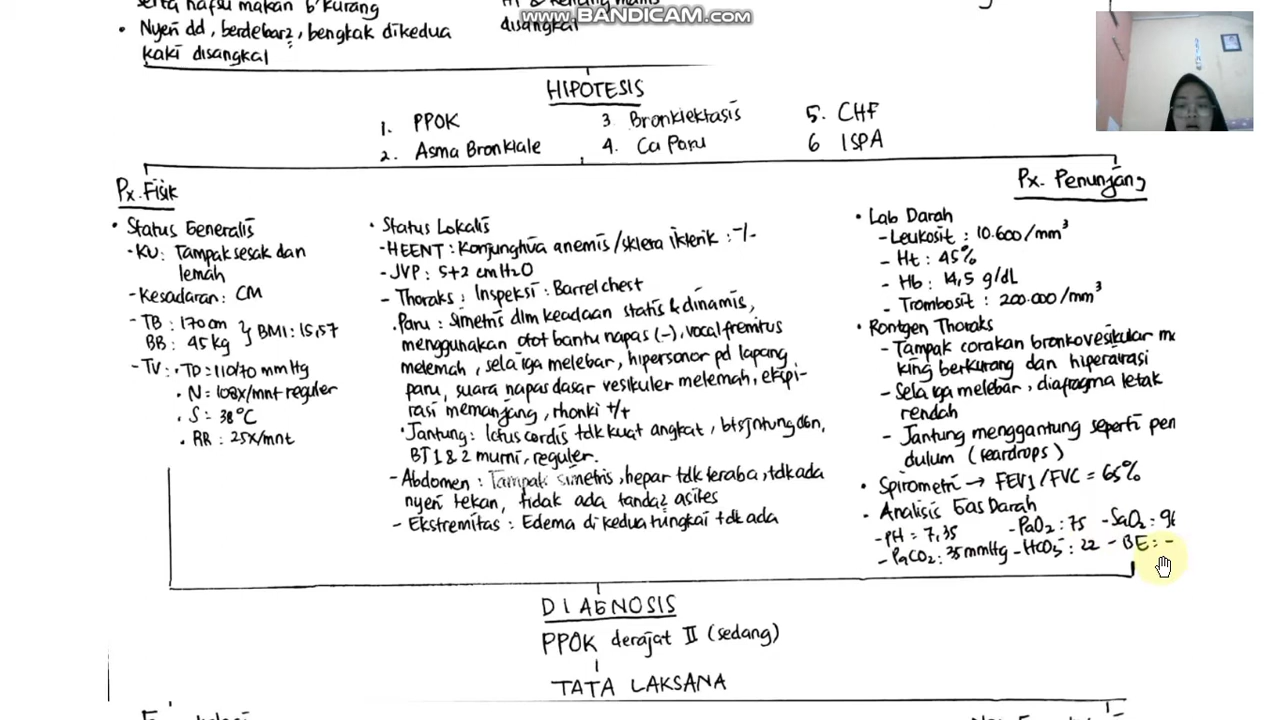 serta nafsu makan b'kurang
• Nyeri dd, berdebar2, bengkak dikedua
kaki disangkal
disangkal
www.BANDICAM.com
HIPOTESIS
1. PPOK
2. Asma Bronkiale
3 Bronkiektasis
4. Ca Paru
5. CHF
6 ISPA
Px. Fisik
• Status Generalis
- KU: Tampak sesak dan
lemah
- Kesadaran: CM
- TB : 170 cm
BB : 45 kg } BMI : 15,57
- TV : • TD = 110/70 mmHg
• N = 108x/mnt reguler
• S = 38°C
• RR : 25x/mnt
• Status Lokalis
- HEENT : Konjungtiva anemis/sklera ikterik : -/-
- JVP : 5+2 cmH2O
- Thoraks : Inspeksi : Barrel chest
• Paru : Simetris dlm keadaan statis & dinamis,
menggunakan otot bantu napas (-), vocal fremitus
melemah, sela iga melebar, hipersonor pd lapang
paru, suara napas dasar vesikuler melemah, ekspi-
rasi memanjang, rhonki +/+
• Jantung : Ictus cordis tdk kuat angkat, bts jntung dbn,
BJ 1 & 2 murni, reguler.
- Abdomen : Tampak simetris, hepar tdk teraba, tdk ada
nyeri tekan, tidak ada tanda2 asites
- Ekstremitas : Edema di kedua tungkai tdk ada
Px. Penunjang
• Lab Darah
- Leukosit : 10.600/mm³
- Ht : 45%
- Hb : 14,5 g/dL
- Trombosit : 200.000/mm³
• Rontgen Thoraks
- Tampak corakan bronkovesikular ma
king berkurang dan hiperairasi
- Sela iga melebar, diafragma letak
rendah
- Jantung menggantung seperti pen
dulum (teardrops)
• Spirometri → FEV1/FVC = 65%
• Analisis Gas Darah
- PH = 7,35 - PaO2 : 75 - SaO2 : 96
- PaCO2 : 35 mmHg - HCO3⁻ : 22 - BE : -
DIAGNOSIS
PPOK derajat II (sedang)
TATA LAKSANA